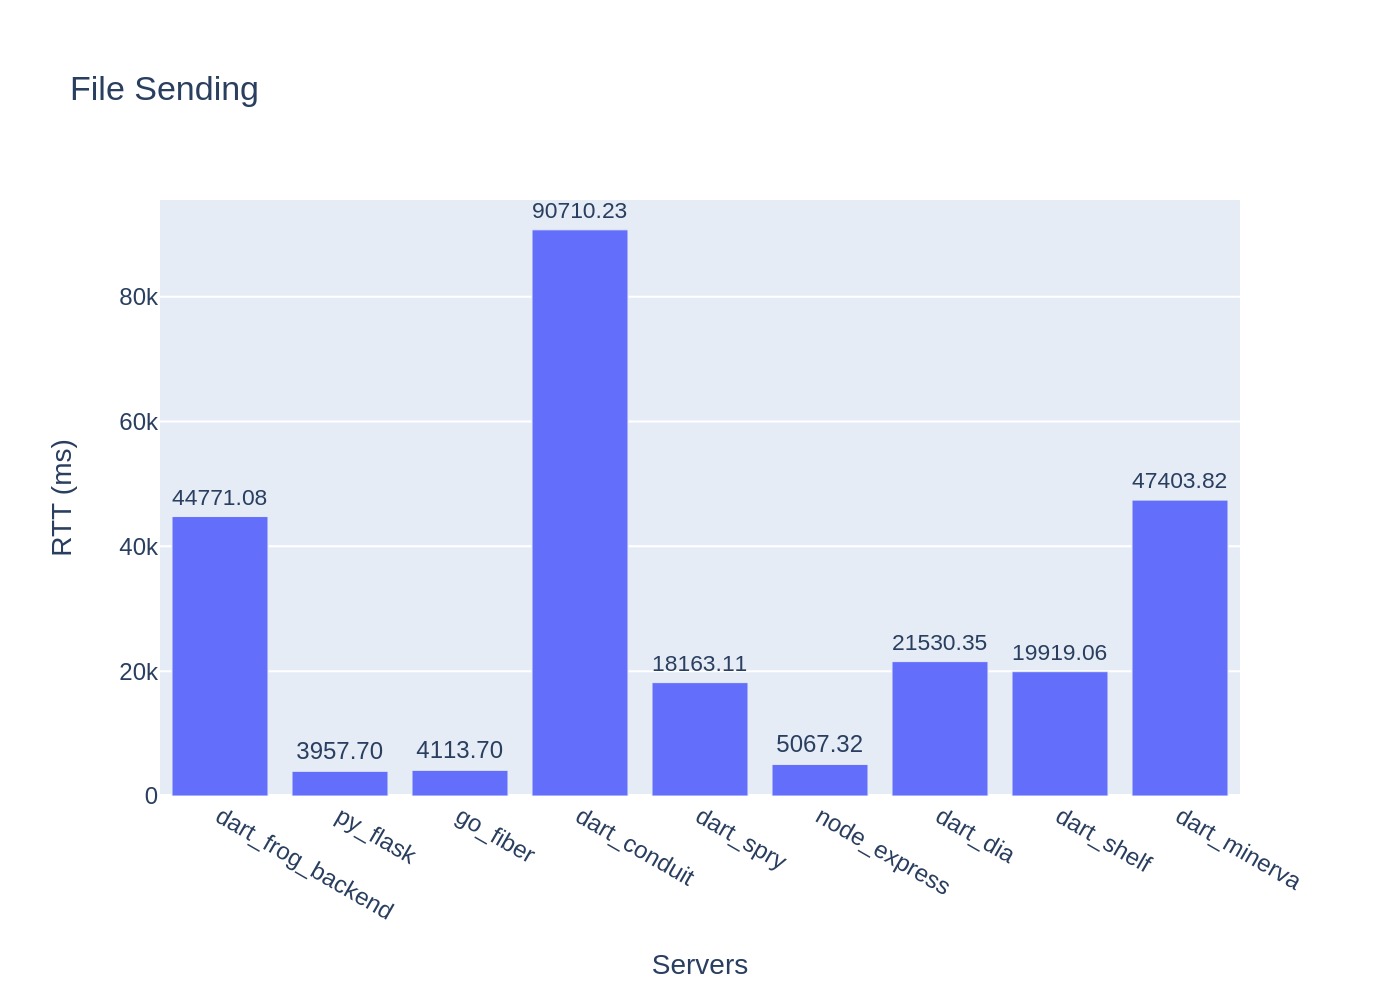 File Sending
RTT (ms)
80k
60k
40k
20k
0
44771.08
3957.70
4113.70
90710.23
18163.11
5067.32
21530.35
19919.06
47403.82
dart_frog_backend
py_flask
go_fiber
dart_conduit
dart_spry
node_express
dart_dia
dart_shelf
dart_minerva
Servers